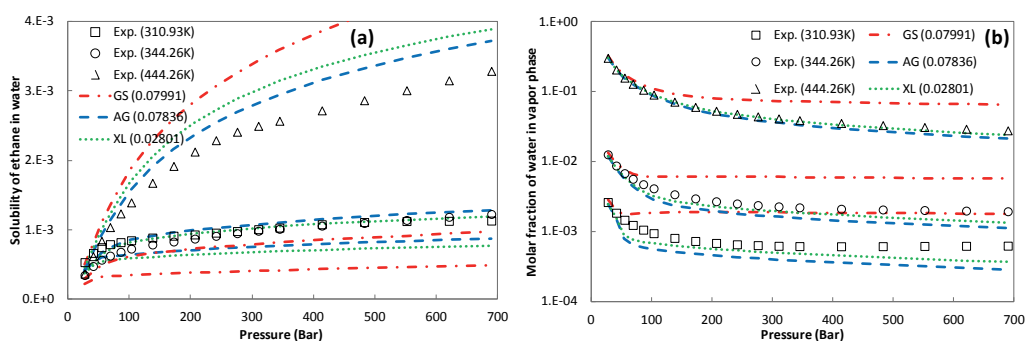 4.E-3
3.E-3
2.E-3
1.E-3
0.E+0
Solubility of ethane in water
0 100 200 300 400 500 600 700
Pressure (Bar)
(a)
Exp. (310.93K)
Exp. (344.26K)
Exp. (444.26K)
GS (0.07991)
AG (0.07836)
XL (0.02801)
1.E+00
1.E-01
1.E-02
1.E-03
1.E-04
Molar fraction of water in vapor phase
0 100 200 300 400 500 600 700
Pressure (Bar)
(b)
Exp. (310.93K) GS (0.07991)
Exp. (344.26K) AG (0.07836)
Exp. (444.26K) XL (0.02801)